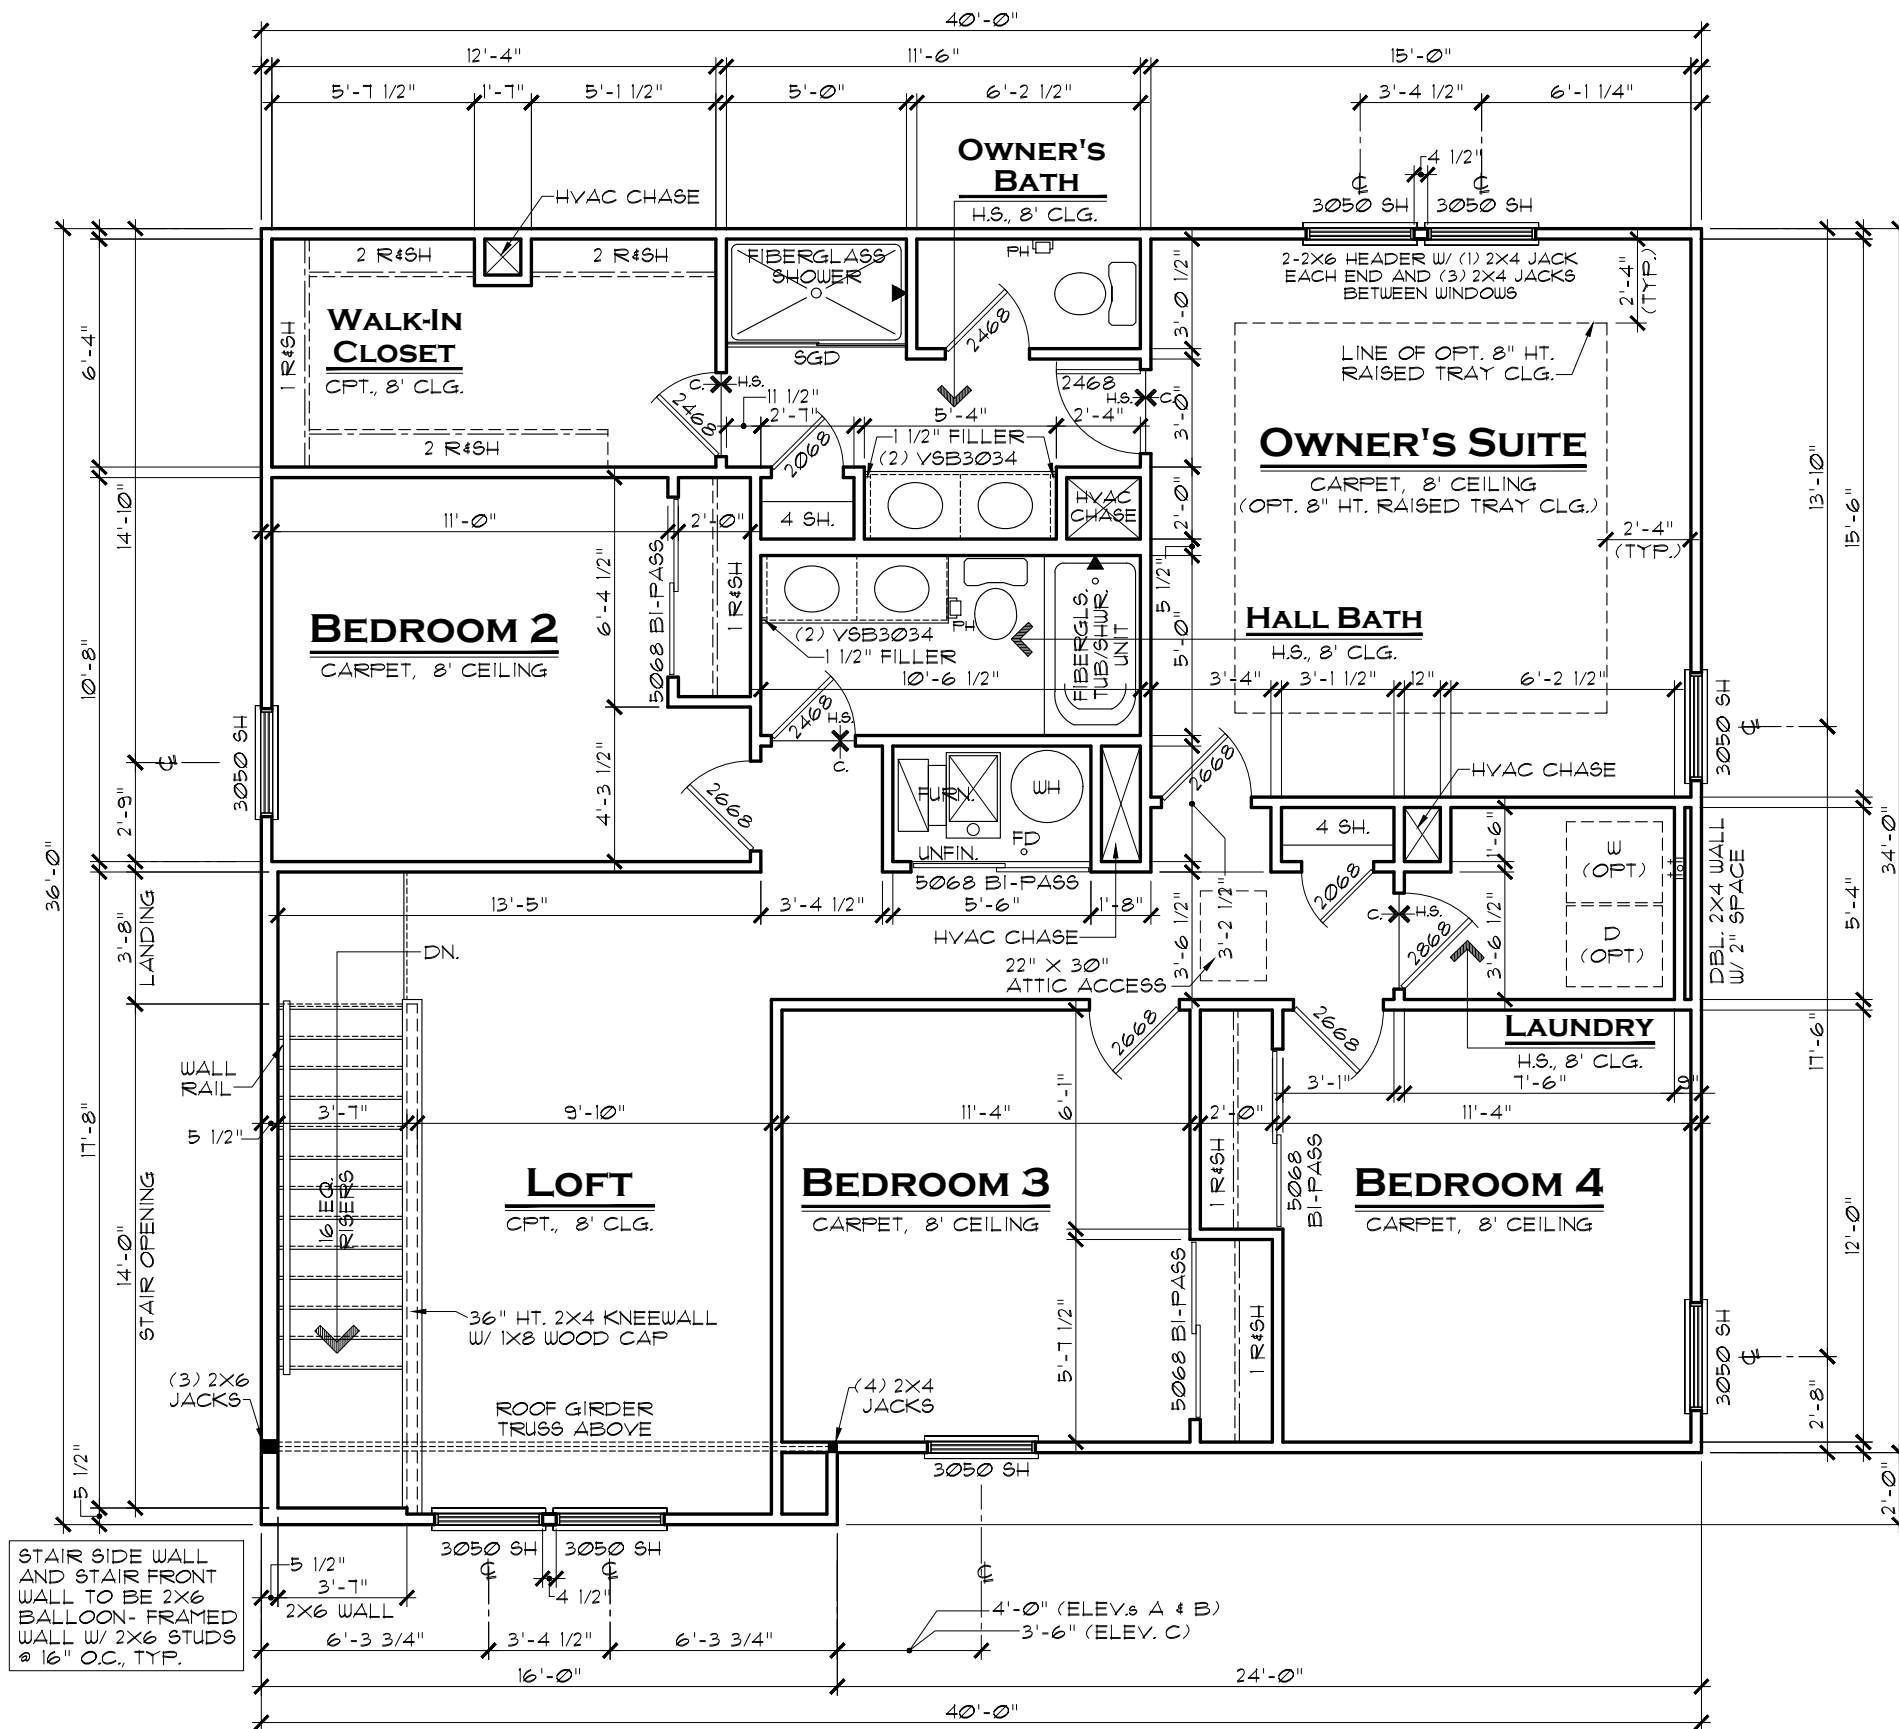 40'-0"
12'-4"
11'-6"
15'-0"
5'-7 1/2"
1'-7"
5'-1 1/2"
5'-0"
6'-2 1/2"
3'-4 1/2"
6'-1 1/4"
OWNER'S
BATH
H.S., 8' CLG.
4 1/2"
HVAC CHASE
3050 SH
3050 SH
2 R&SH
2 R&SH
FIBERGLASS
SHOWER
PH
2-2X6 HEADER W/ (1) 2X4 JACK
EACH END AND (3) 2X4 JACKS
BETWEEN WINDOWS
2'-4"
(TYP.)
3'-0 1/2"
WALK-IN
CLOSET
CPT., 8' CLG.
1 R&SH
6'-4"
SGD
2468
LINE OF OPT. 8" HT.
RAISED TRAY CLG.
C.
H.S.
2468
11 1/2"
2'-7"
5'-4"
2'-4"
2468
H.S.
C.
3'-0"
2 R&SH
2068
1 1/2" FILLER
(2) VSB3034
OWNER'S SUITE
CARPET, 8' CEILING
(OPT. 8" HT. RAISED TRAY CLG.)
13'-10"
15'-6"
14'-10"
11'-0"
2'-0"
4 SH.
HVAC
CHASE
2'-0"
2'-4"
(TYP.)
5068 BI-PASS
6'-4 1/2"
1 R&SH
5 1/2"
BEDROOM 2
CARPET, 8' CEILING
10'-8"
(2) VSB3034
1 1/2" FILLER
PH
FIBERGLS.
TUB/SHWR.
UNIT
5'-0"
HALL BATH
H.S., 8' CLG.
10'-6 1/2"
3'-4"
3'-1 1/2"
12"
6'-2 1/2"
2468
H.S.
C.
3050 SH
℄
3050 SH
℄
2'-9"
4'-3 1/2"
2668
FURN.
WH
UNFIN.
FD
2668
HVAC CHASE
4 SH.
1'-6"
W
(OPT)
D
(OPT)
DBL. 2X4 WALL
W/ 2" SPACE
5'-4"
34'-0"
36'-0"
5068 BI-PASS
2068
3'-8"
LANDING
13'-5"
3'-4 1/2"
5'-6"
1'-8"
3'-6 1/2"
3'-2 1/2"
C.
H.S.
2868
3'-6 1/2"
DN.
HVAC CHASE
22" X 30"
ATTIC ACCESS
WALL
RAIL
2668
2668
LAUNDRY
H.S., 8' CLG.
17'-6"
3'-1"
7'-6"
9"
17'-8"
3'-7"
9'-10"
11'-4"
2'-0"
11'-4"
5 1/2"
6'-1"
1 R&SH
5068
BI-PASS
14'-0"
STAIR OPENING
16 EQ.
RISERS
LOFT
CPT., 8' CLG.
BEDROOM 3
CARPET, 8' CEILING
BEDROOM 4
CARPET, 8' CEILING
12'-0"
36" HT. 2X4 KNEEWALL
W/ 1X8 WOOD CAP
5'-7 1/2"
5068 BI-PASS
1 R&SH
3050 SH
℄
(3) 2X6
JACKS
ROOF GIRDER
TRUSS ABOVE
(4) 2X4
JACKS
2'-8"
5 1/2"
3050 SH
2'-0"
3050 SH
3050 SH
STAIR SIDE WALL
AND STAIR FRONT
WALL TO BE 2X6
BALLOON- FRAMED
WALL W/ 2X6 STUDS
@ 16" O.C., TYP.
5 1/2"
3'-7"
2X6 WALL
4 1/2"
4'-0" (ELEV.s A & B)
3'-6" (ELEV. C)
6'-3 3/4"
3'-4 1/2"
6'-3 3/4"
16'-0"
24'-0"
40'-0"